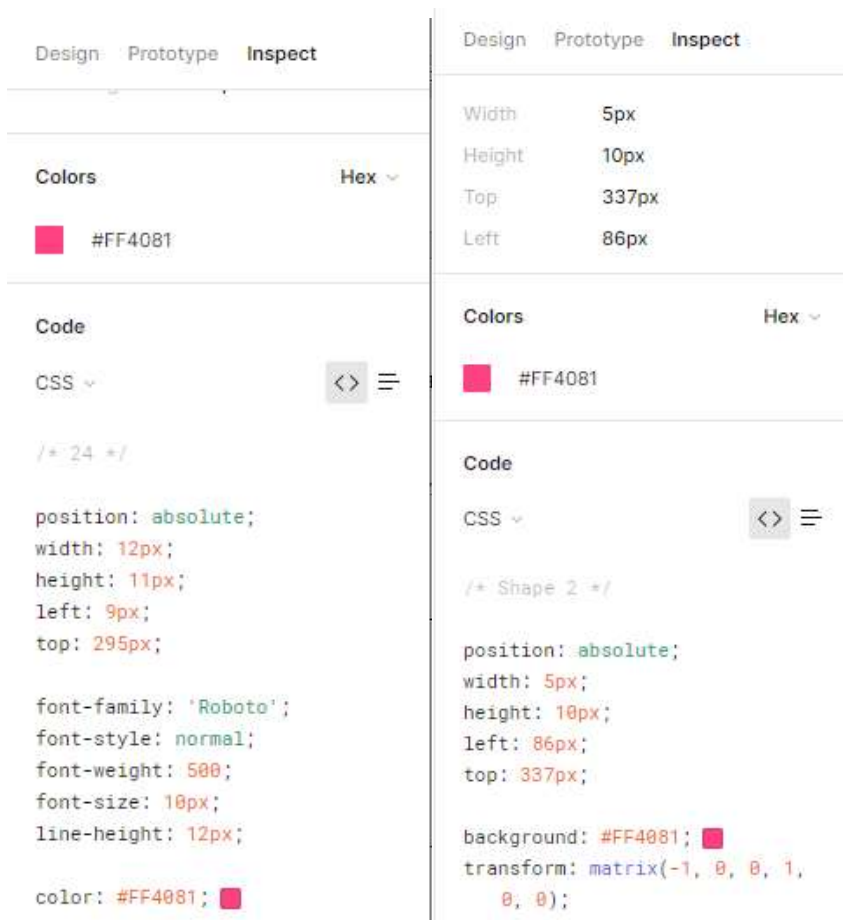 Design Prototype Inspect
Colors Hex
#FF4081
Code
CSS <>
/* 24 */
position: absolute;
width: 12px;
height: 11px;
left: 9px;
top: 295px;
font-family: 'Roboto';
font-style: normal;
font-weight: 500;
font-size: 10px;
line-height: 12px;
color: #FF4081;
Design Prototype Inspect
Width 5px
Height 10px
Top 337px
Left 86px
Colors Hex
#FF4081
Code
CSS <>
/* Shape 2 */
position: absolute;
width: 5px;
height: 10px;
left: 86px;
top: 337px;
background: #FF4081;
transform: matrix(-1, 0, 0, 1,
0, 0);